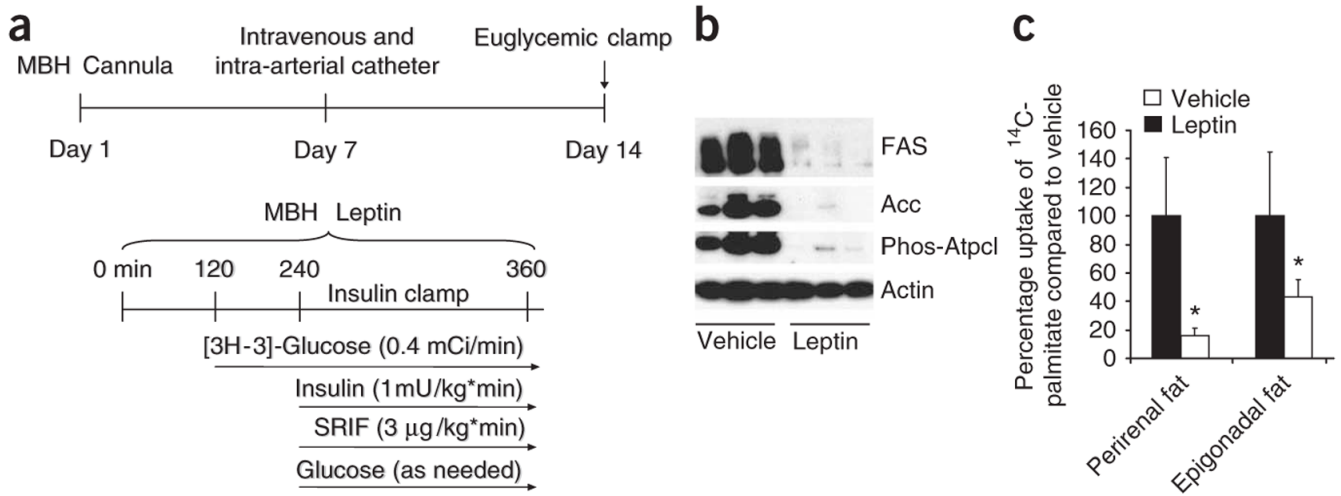 a
MBH Cannula
Intravenous and
intra-arterial catheter
Euglycemic clamp
Day 1
Day 7
Day 14
MBH Leptin
0 min
120
240
360
Insulin clamp
[3H-3]-Glucose (0.4 mCi/min)
Insulin (1mU/kg*min)
SRIF (3 μg/kg*min)
Glucose (as needed)
b
FAS
Acc
Phos-Atpcl
Actin
Vehicle
Leptin
c
Percentage uptake of ¹⁴C-
palmitate compared to vehicle
Vehicle
Leptin
160
140
120
100
80
60
40
20
0
*
*
Perirenal fat
Epigonadal fat